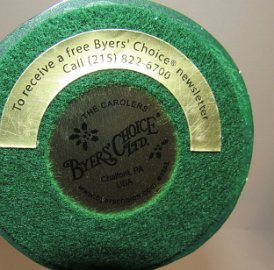 To receive a free Byers' Choice® newsletter
Call (215) 822-6700
THE CAROLERS
BYERS' CHOICE
LTD.
Chalfont, PA
USA